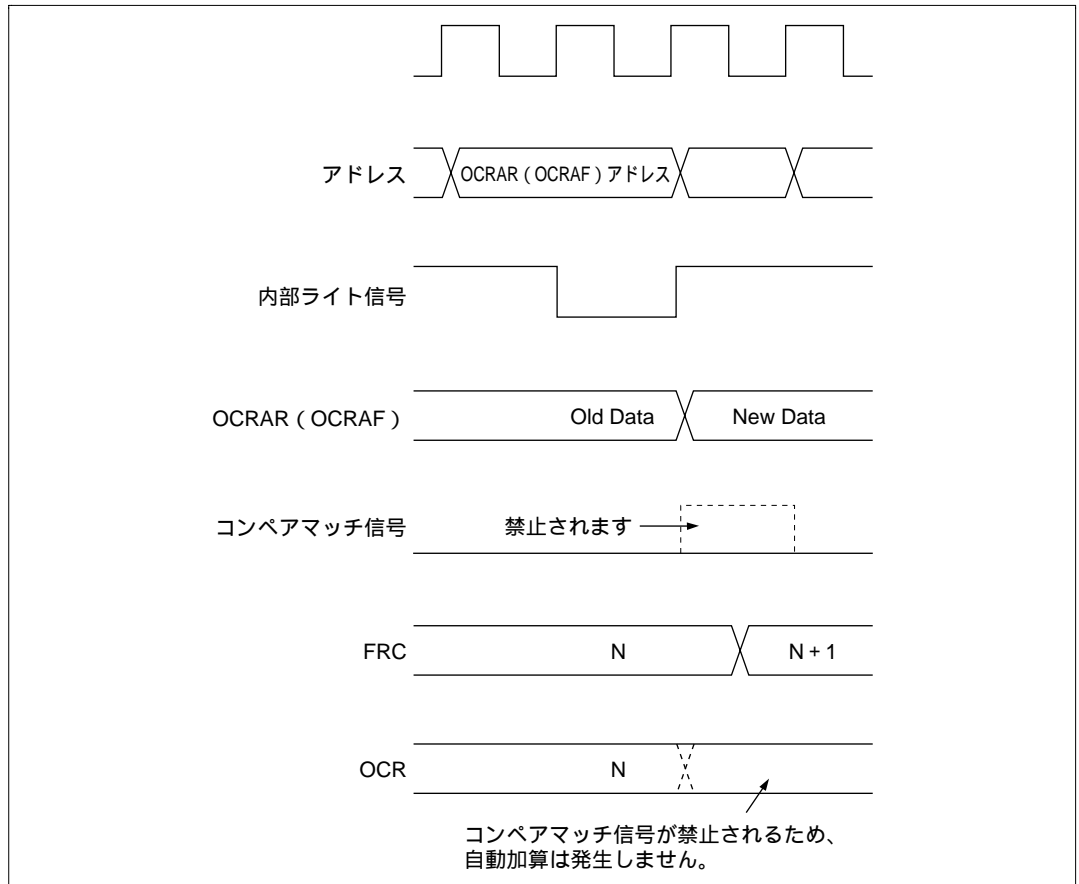 アドレス
OCRAR(OCRAF)アドレス
内部ライト信号
OCRAR(OCRAF)
Old Data
New Data
コンペアマッチ信号
禁止されます
FRC
N
N + 1
OCR
N
コンペアマッチ信号が禁止されるため、
自動加算は発生しません。